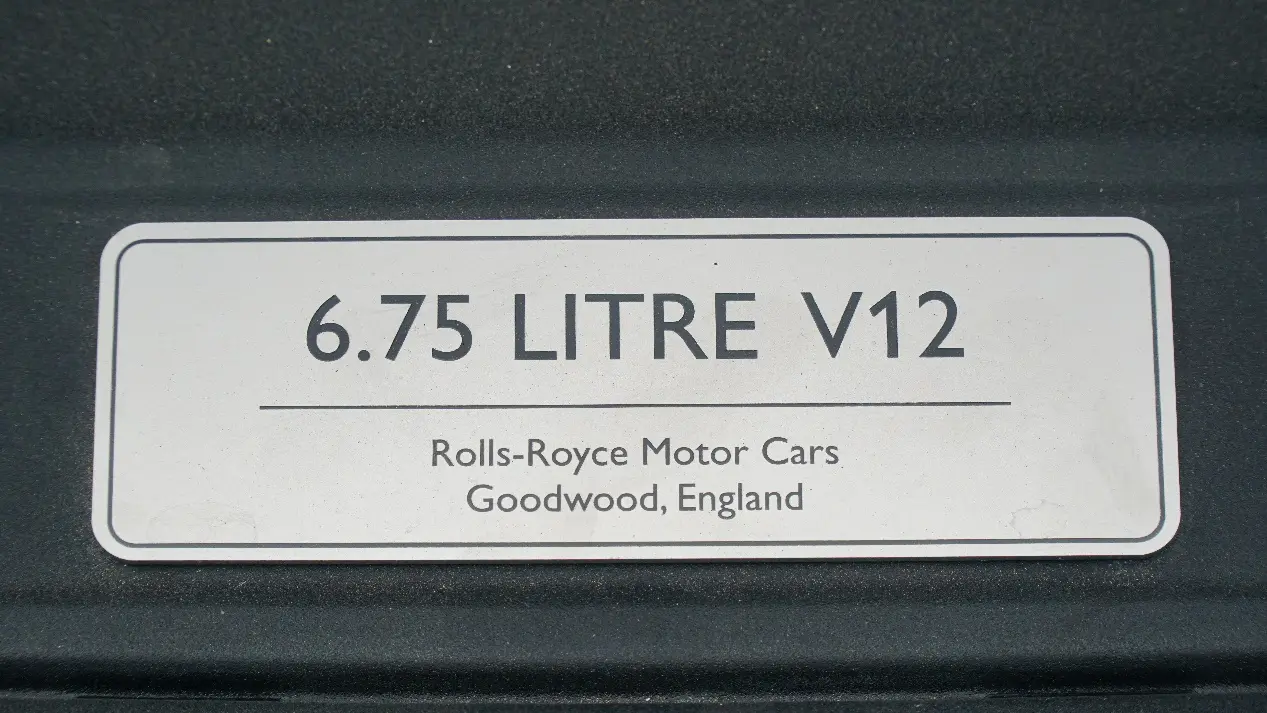 6.75 LITRE V12
Rolls-Royce Motor Cars
Goodwood, England